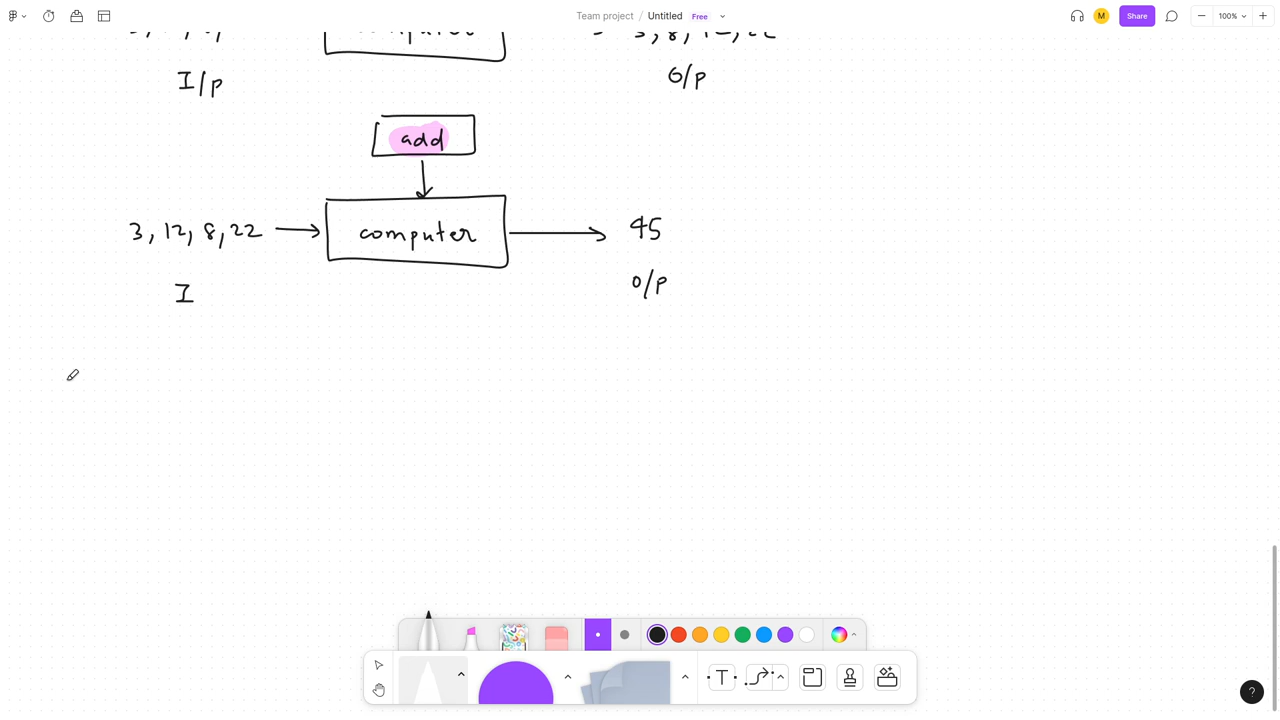 Team project / Untitled Free
Share
100%
I/p
O/p
add
3, 12, 8, 22
computer
45
I
O/p
T
?
M